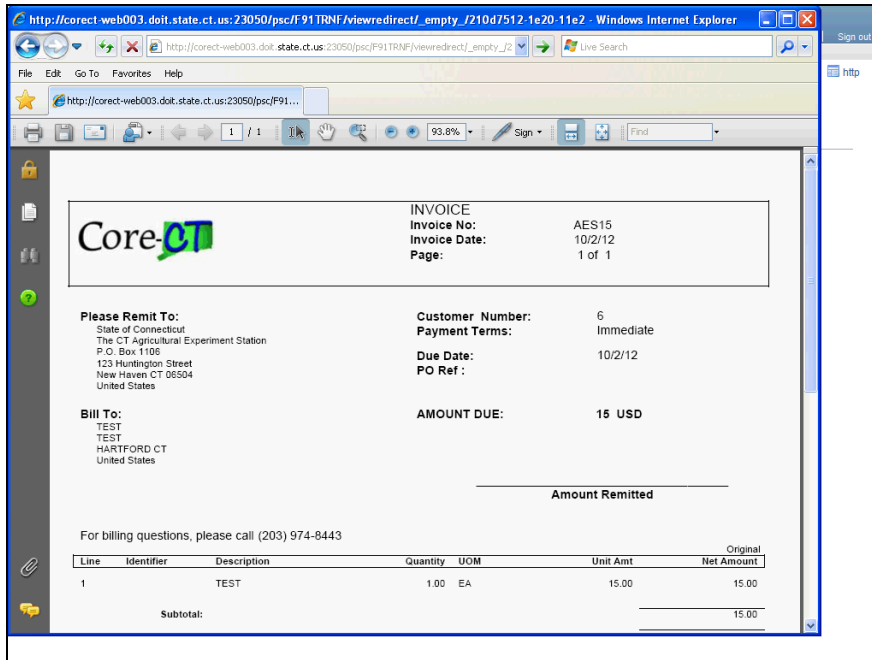 http://corect-web003.doit.state.ct.us:23050/psc/F91TRNF/viewredirect/_empty_/210d7512-1e20-11e2 - Windows Internet Explorer
Sign out
http://corect-web003.doit.state.ct.us:23050/psc/F91TRNF/viewredirect/_empty_/2
Live Search
File Edit Go To Favorites Help
http
http://corect-web003.doit.state.ct.us:23050/psc/F91...
1 / 1
93.8%
Sign
Find
Core-CT
INVOICE
Invoice No: AES15
Invoice Date: 10/2/12
Page: 1 of 1
Please Remit To:
State of Connecticut
The CT Agricultural Experiment Station
P.O. Box 1106
123 Huntington Street
New Haven CT 06504
United States
Customer Number: 6
Payment Terms: Immediate
Due Date: 10/2/12
PO Ref :
Bill To:
TEST
TEST
HARTFORD CT
United States
AMOUNT DUE: 15 USD
Amount Remitted
For billing questions, please call (203) 974-8443
Original
Line Identifier Description Quantity UOM Unit Amt Net Amount
1 TEST 1.00 EA 15.00 15.00
Subtotal: 15.00